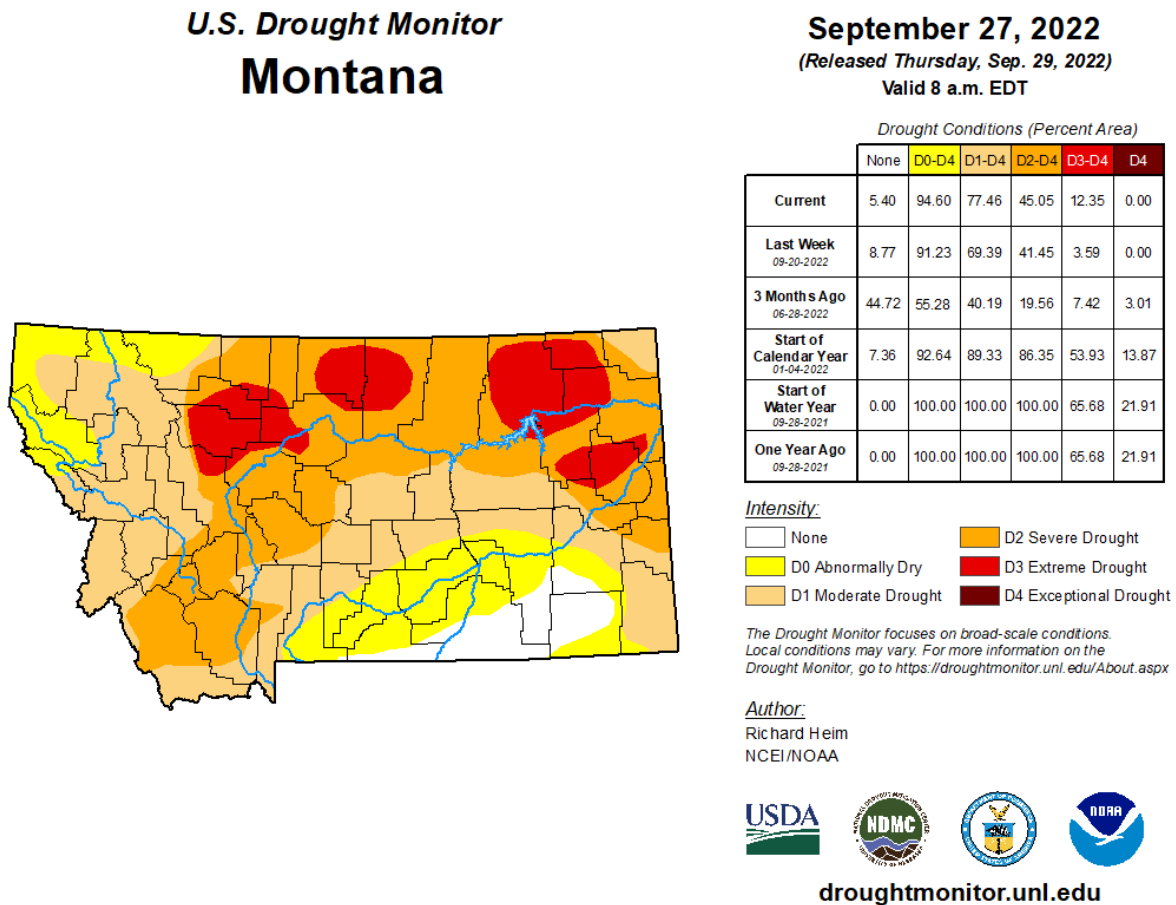 U.S. Drought Monitor
Montana
September 27, 2022
(Released Thursday, Sep. 29, 2022)
Valid 8 a.m. EDT
Drought Conditions (Percent Area)
None D0-D4 D1-D4 D2-D4 D3-D4 D4
Current 5.40 94.60 77.46 45.05 12.35 0.00
Last Week
09-20-2022
8.77 91.23 69.39 41.45 3.59 0.00
3 Months Ago
06-28-2022
44.72 55.28 40.19 19.56 7.42 3.01
Start of
Calendar Year
01-04-2022
7.36 92.64 89.33 86.35 53.93 13.87
Start of
Water Year
09-28-2021
0.00 100.00 100.00 100.00 65.68 21.91
One Year Ago
09-28-2021
0.00 100.00 100.00 100.00 65.68 21.91
Intensity:
None
D0 Abnormally Dry
D1 Moderate Drought
D2 Severe Drought
D3 Extreme Drought
D4 Exceptional Drought
The Drought Monitor focuses on broad-scale conditions.
Local conditions may vary. For more information on the
Drought Monitor, go to https://droughtmonitor.unl.edu/About.aspx
Author:
Richard Heim
NCEI/NOAA
USDA
NDMC
NOAA
droughtmonitor.unl.edu